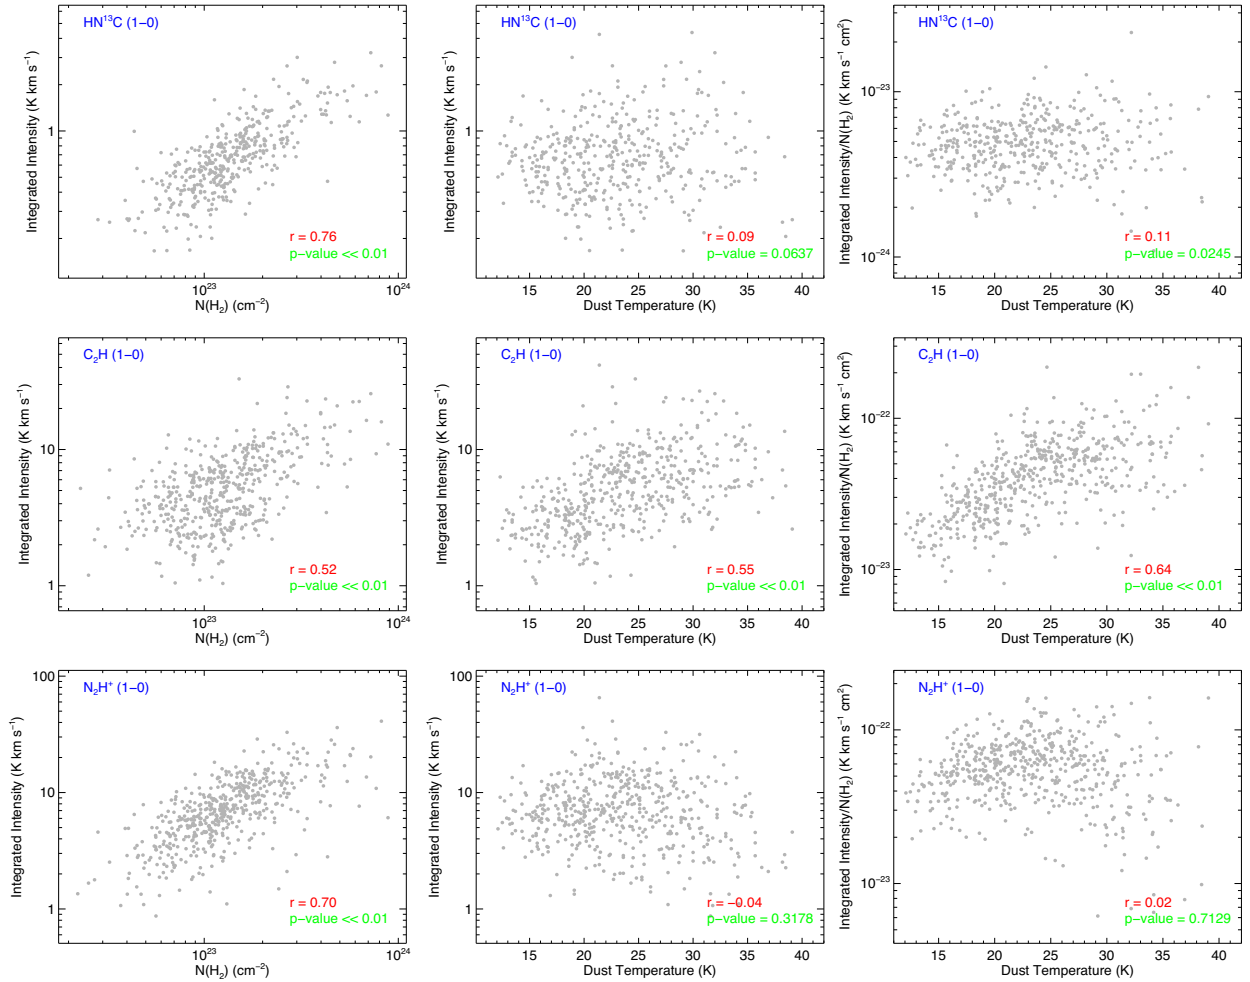 HN¹³C (1−0)
Integrated Intensity (K km s⁻¹)
1
r = 0.76
p−value << 0.01
10²³
10²⁴
N(H₂) (cm⁻²)
HN¹³C (1−0)
Integrated Intensity (K km s⁻¹)
1
r = 0.09
p−value = 0.0637
15 20 25 30 35 40
Dust Temperature (K)
HN¹³C (1−0)
Integrated Intensity/N(H₂) (K km s⁻¹ cm²)
10⁻²³
10⁻²⁴
r = 0.11
p−value = 0.0245
15 20 25 30 35 40
Dust Temperature (K)
C₂H (1−0)
Integrated Intensity (K km s⁻¹)
10
1
r = 0.52
p−value << 0.01
10²³
10²⁴
N(H₂) (cm⁻²)
C₂H (1−0)
Integrated Intensity (K km s⁻¹)
10
1
r = 0.55
p−value << 0.01
15 20 25 30 35 40
Dust Temperature (K)
C₂H (1−0)
Integrated Intensity/N(H₂) (K km s⁻¹ cm²)
10⁻²²
10⁻²³
r = 0.64
p−value << 0.01
15 20 25 30 35 40
Dust Temperature (K)
N₂H⁺ (1−0)
Integrated Intensity (K km s⁻¹)
100
10
1
r = 0.70
p−value << 0.01
10²³
10²⁴
N(H₂) (cm⁻²)
N₂H⁺ (1−0)
Integrated Intensity (K km s⁻¹)
100
10
1
r = −0.04
p−value = 0.3178
15 20 25 30 35 40
Dust Temperature (K)
N₂H⁺ (1−0)
Integrated Intensity/N(H₂) (K km s⁻¹ cm²)
10⁻²²
10⁻²³
r = 0.02
p−value = 0.7129
15 20 25 30 35 40
Dust Temperature (K)